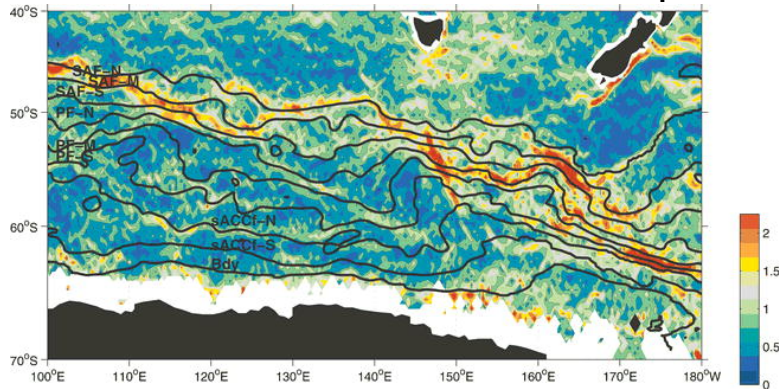 40°S
SAF-N
SAF-M
SAF-S
50°S
PF-N
PF-M
PF-S
60°S
sACCf-N
sACCf-S
Bdy
70°S
100°E 110°E 120°E 130°E 140°E 150°E 160°E 170°E 180°W
2
1.5
1
0.5
0